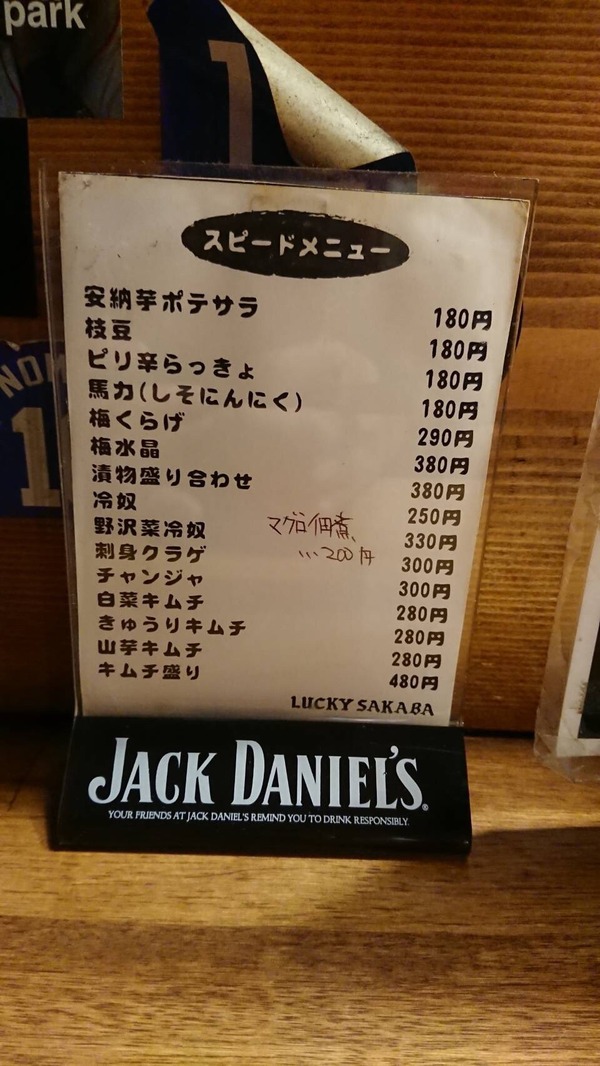 park
1
NOM
1
スピードメニュー
安納芋ポテサラ 180円
枝豆 180円
ピリ辛らっきょ 180円
馬力(しそにんにく) 180円
梅くらげ 290円
梅水晶 380円
漬物盛り合わせ 380円
冷奴 250円
野沢菜冷奴 330円
マグロ佃煮
…200円
刺身クラゲ 300円
チャンジャ 300円
白菜キムチ 280円
きゅうりキムチ 280円
山芋キムチ 280円
キムチ盛り 480円
LUCKY SAKABA
JACK DANIEL'S®
YOUR FRIENDS AT JACK DANIEL'S REMIND YOU TO DRINK RESPONSIBLY.